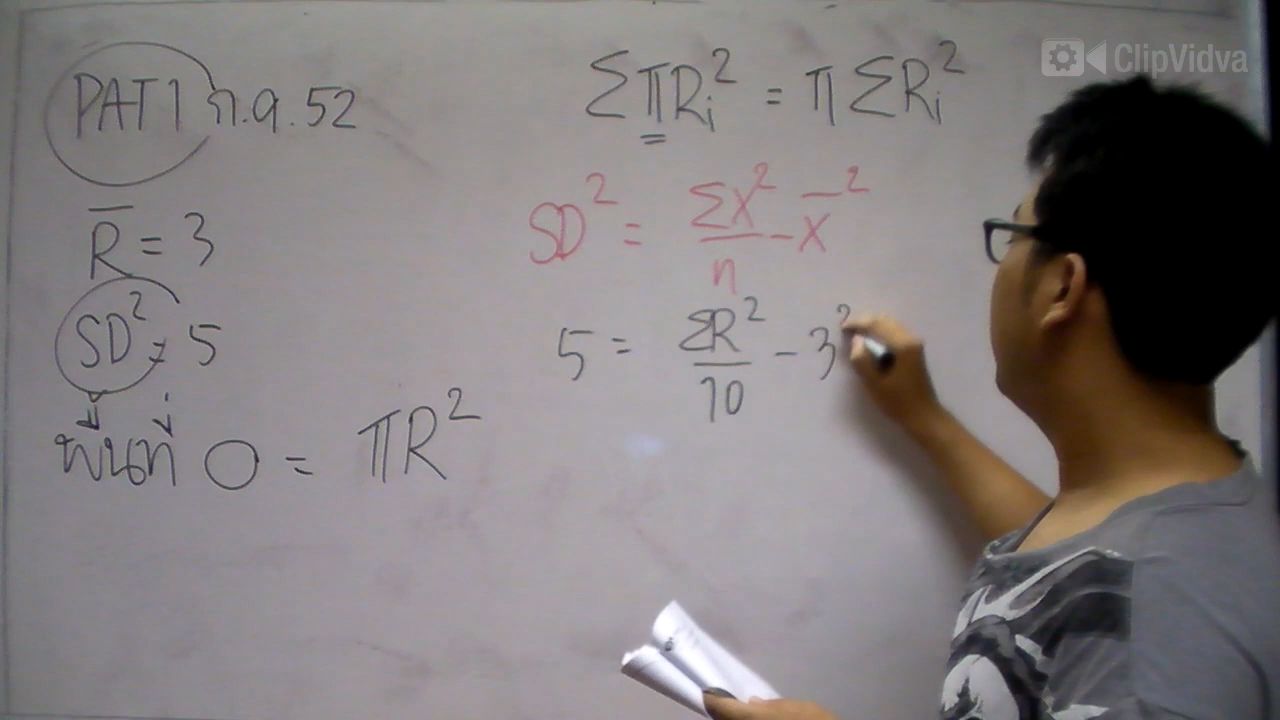 PAT1 ก.ค. 52
R̅ = 3
SD² = 5
พื้นที่ ○ = πR²
ΣπRᵢ² = πΣRᵢ²
SD² = ΣX²/n - x̅²
5 = ΣR²/10 - 3²
ClipVidva